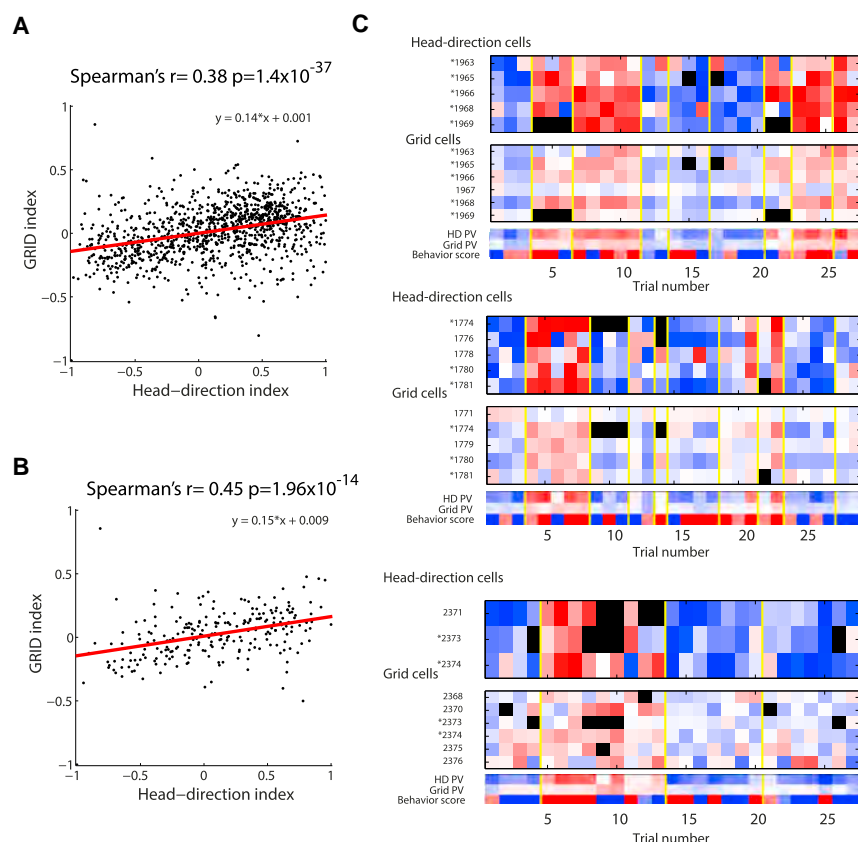 A
Spearman's r= 0.38 p=1.4x10-37
y = 0.14*x + 0.001
1
0.5
0
−0.5
−1
−1
−0.5
0
0.5
1
GRID index
Head−direction index
B
Spearman's r= 0.45 p=1.96x10-14
y = 0.15*x + 0.009
1
0.5
0
−0.5
−1
−1
−0.5
0
0.5
1
GRID index
Head−direction index
C
Head-direction cells
*1963
*1965
*1966
*1968
*1969
Grid cells
*1963
*1965
*1966
1967
*1968
*1969
HD PV
Grid PV
Behavior score
5 10 15 20 25
Trial number
Head-direction cells
*1774
1776
1778
*1780
*1781
Grid cells
1771
*1774
1779
*1780
*1781
HD PV
Grid PV
Behavior score
5 10 15 20 25
Trial number
Head-direction cells
2371
*2373
*2374
Grid cells
2368
2370
*2373
*2374
2375
2376
HD PV
Grid PV
Behavior score
5 10 15 20 25
Trial number